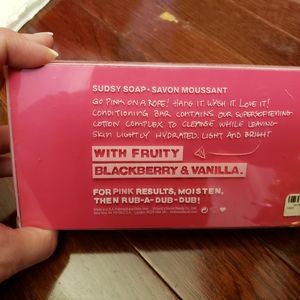 SUDSY SOAP • SAVON MOUSSANT
GO PINK ON A ROPE! HANG IT. WASH IT. LOVE IT!
CONDITIONING BAR CONTAINS OUR SUPERSOFTENING
COTTON COMPLEX TO CLEANSE WHILE LEAVING
SKIN LIGHTLY HYDRATED, LIGHT AND BRIGHT
WITH FRUITY
BLACKBERRY & VANILLA.
FOR PINK RESULTS, MOISTEN,
THEN RUB-A-DUB-DUB!